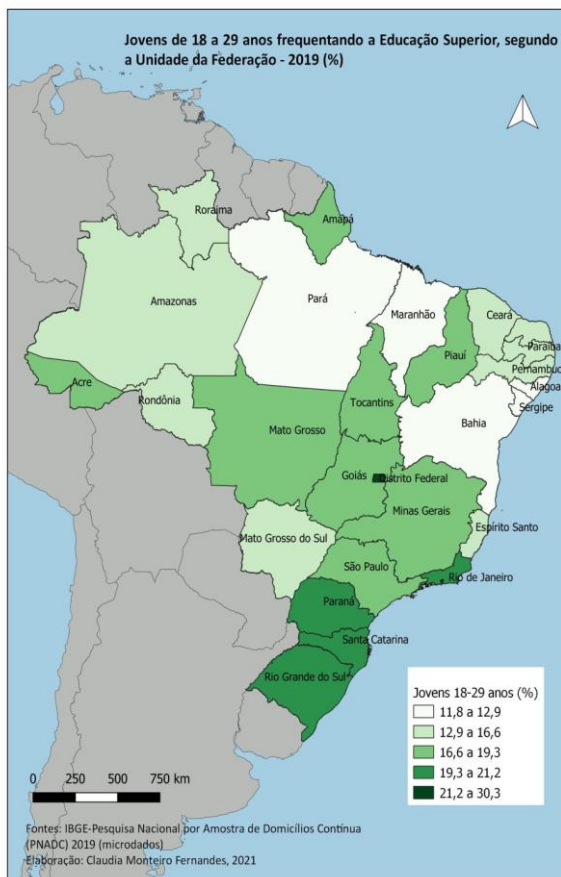 Jovens de 18 a 29 anos frequentando a Educação Superior, segundo
a Unidade da Federação - 2019 (%)
Roraima
Amapá
Amazonas
Pará
Maranhão
Ceará
Paraíba
Piauí
Pernambuco
Alagoa
Sergipe
Acre
Rondônia
Tocantins
Bahia
Mato Grosso
Goiás
Distrito Federal
Minas Gerais
Mato Grosso do Sul
Espírito Santo
São Paulo
Rio de Janeiro
Paraná
Santa Catarina
Rio Grande do Sul
Jovens 18-29 anos (%)
11,8 a 12,9
12,9 a 16,6
16,6 a 19,3
19,3 a 21,2
21,2 a 30,3
0 250 500 750 km
Fontes: IBGE-Pesquisa Nacional por Amostra de Domicílios Contínua
(PNADC) 2019 (microdados)
Elaboração: Claudia Monteiro Fernandes, 2021